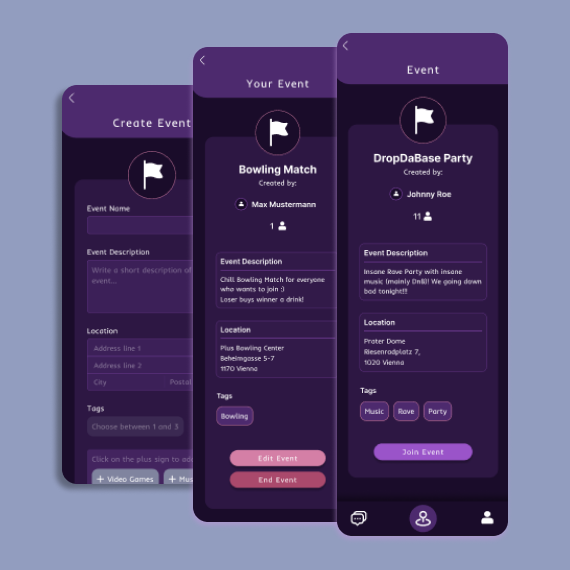 Create Event
Event Name
Event Description
Write a short description of
event...
Location
Address line 1
Address line 2
City
Postal
Tags
Choose between 1 and 3
Click on the plus sign to
+ Video Games
+ Mus
Your Event
Bowling Match
Created by:
Max Mustermann
1
Event Description
Chill Bowling Match for everyone
who wants to join :)
Loser buys winner a drink!
Location
Plus Bowling Center
Beheimgasse 5-7
1170 Vienna
Tags
Bowling
Edit Event
End Event
Event
DropDaBase Party
Created by:
Johnny Roe
11
Event Description
Insane Rave Party with insane
music (mainly We going down
bad tonight!!!
Location
Prater Dome
Riesenradplatz 7,
1020 Vienna
Tags
Music
Rave
Party
Join Event